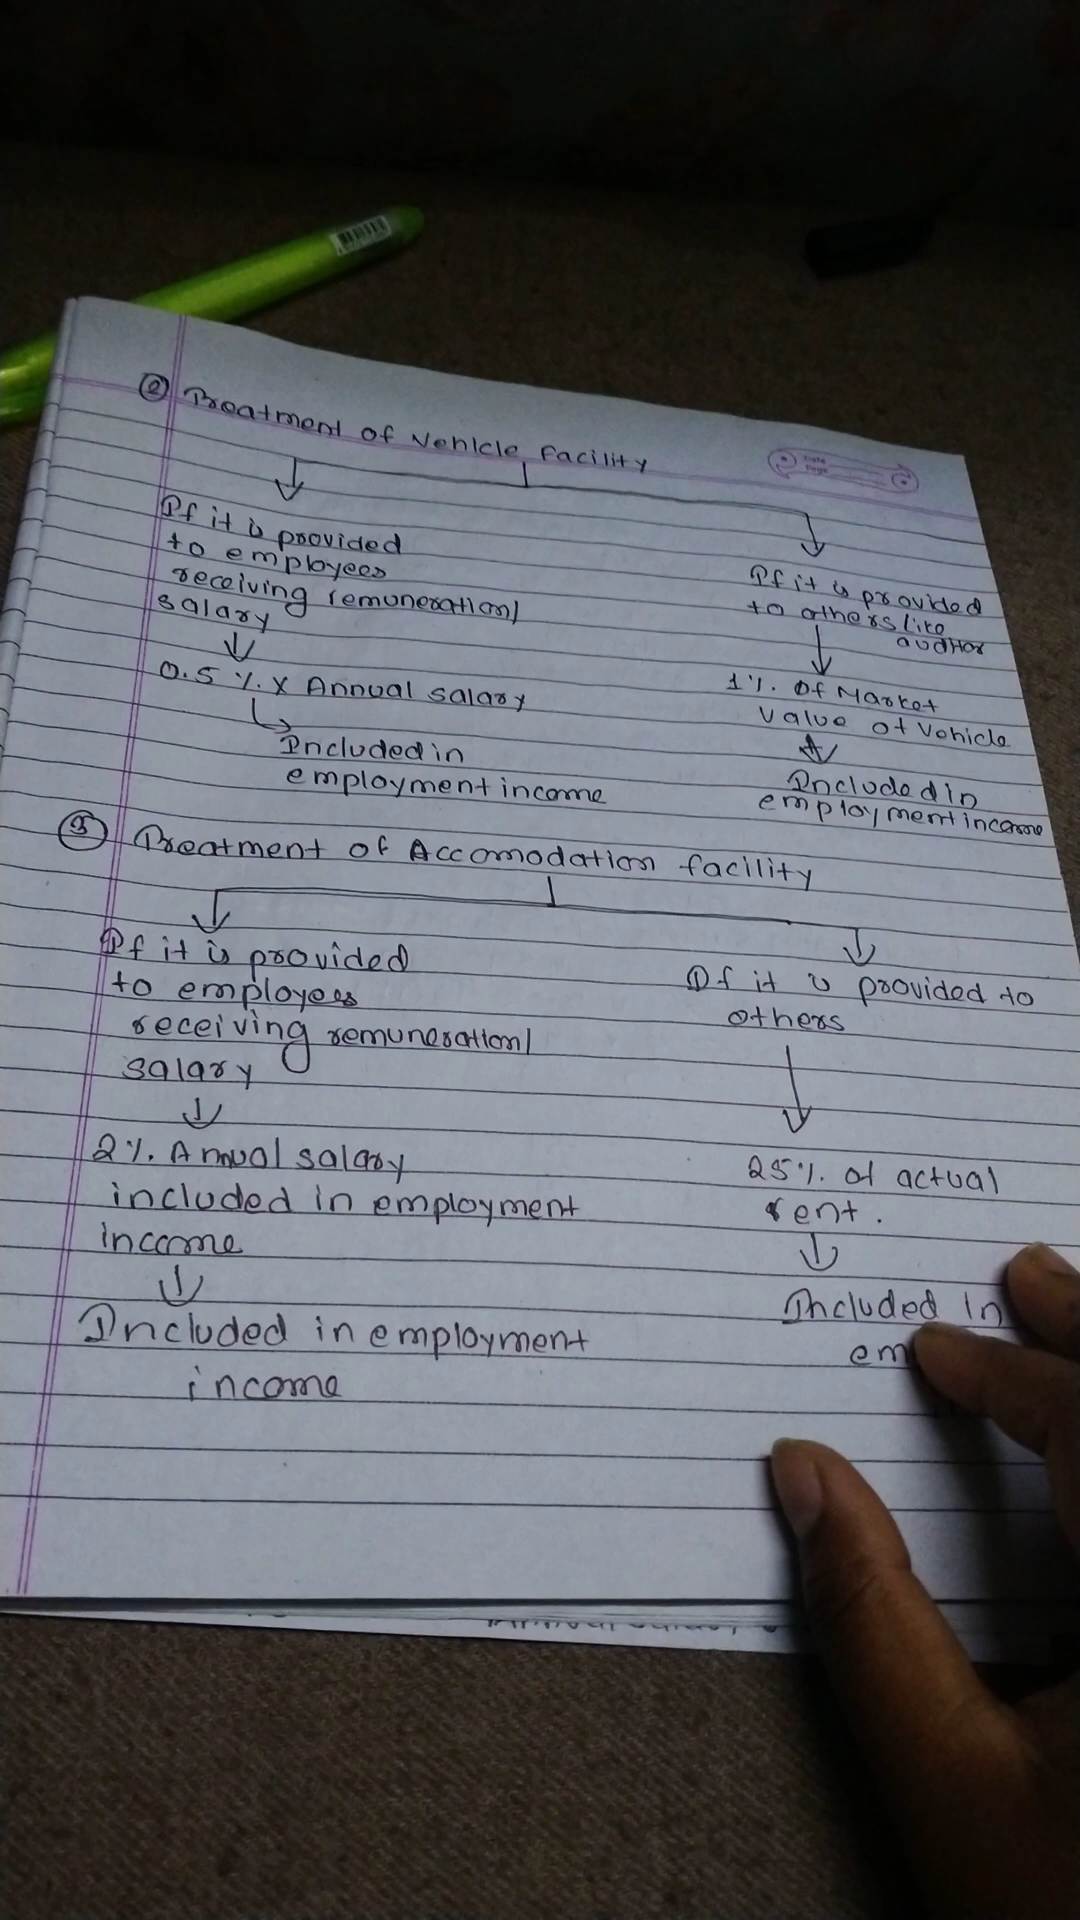 ② Treatment of Vehicle facility
Date
Page
If it is provided
to employees
receiving remuneration/
salary
0.5 % x Annual salary
Included in
employment income
If it is provided
to others like
auditor
1% of Market
value of vehicle
Included in
employment income
③ Treatment of Accomodation facility
If it is provided
to employees
receiving remuneration/
salary
2% Annual salary
included in employment
income
Included in employment
income
If it is provided to
others
25% of actual
rent.
Included in
em